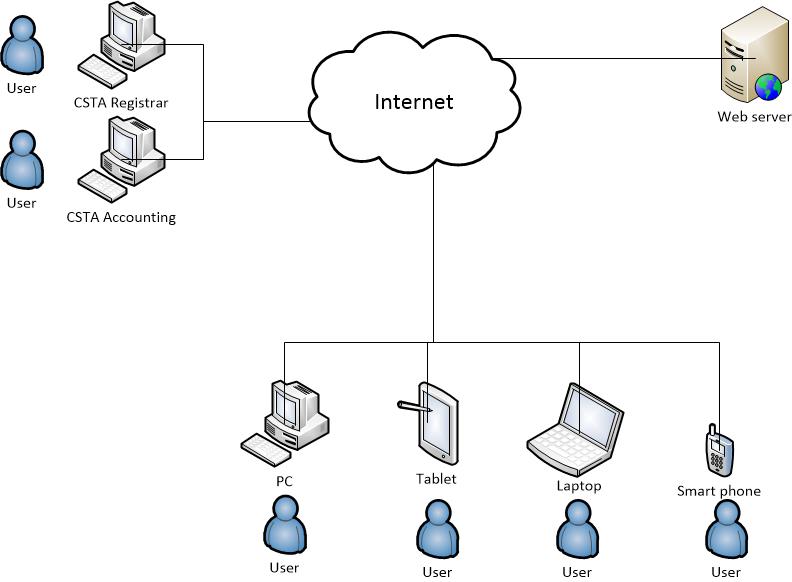 User
CSTA Registrar
Internet
Web server
User
CSTA Accounting
PC
Tablet
Laptop
Smart phone
User
User
User
User